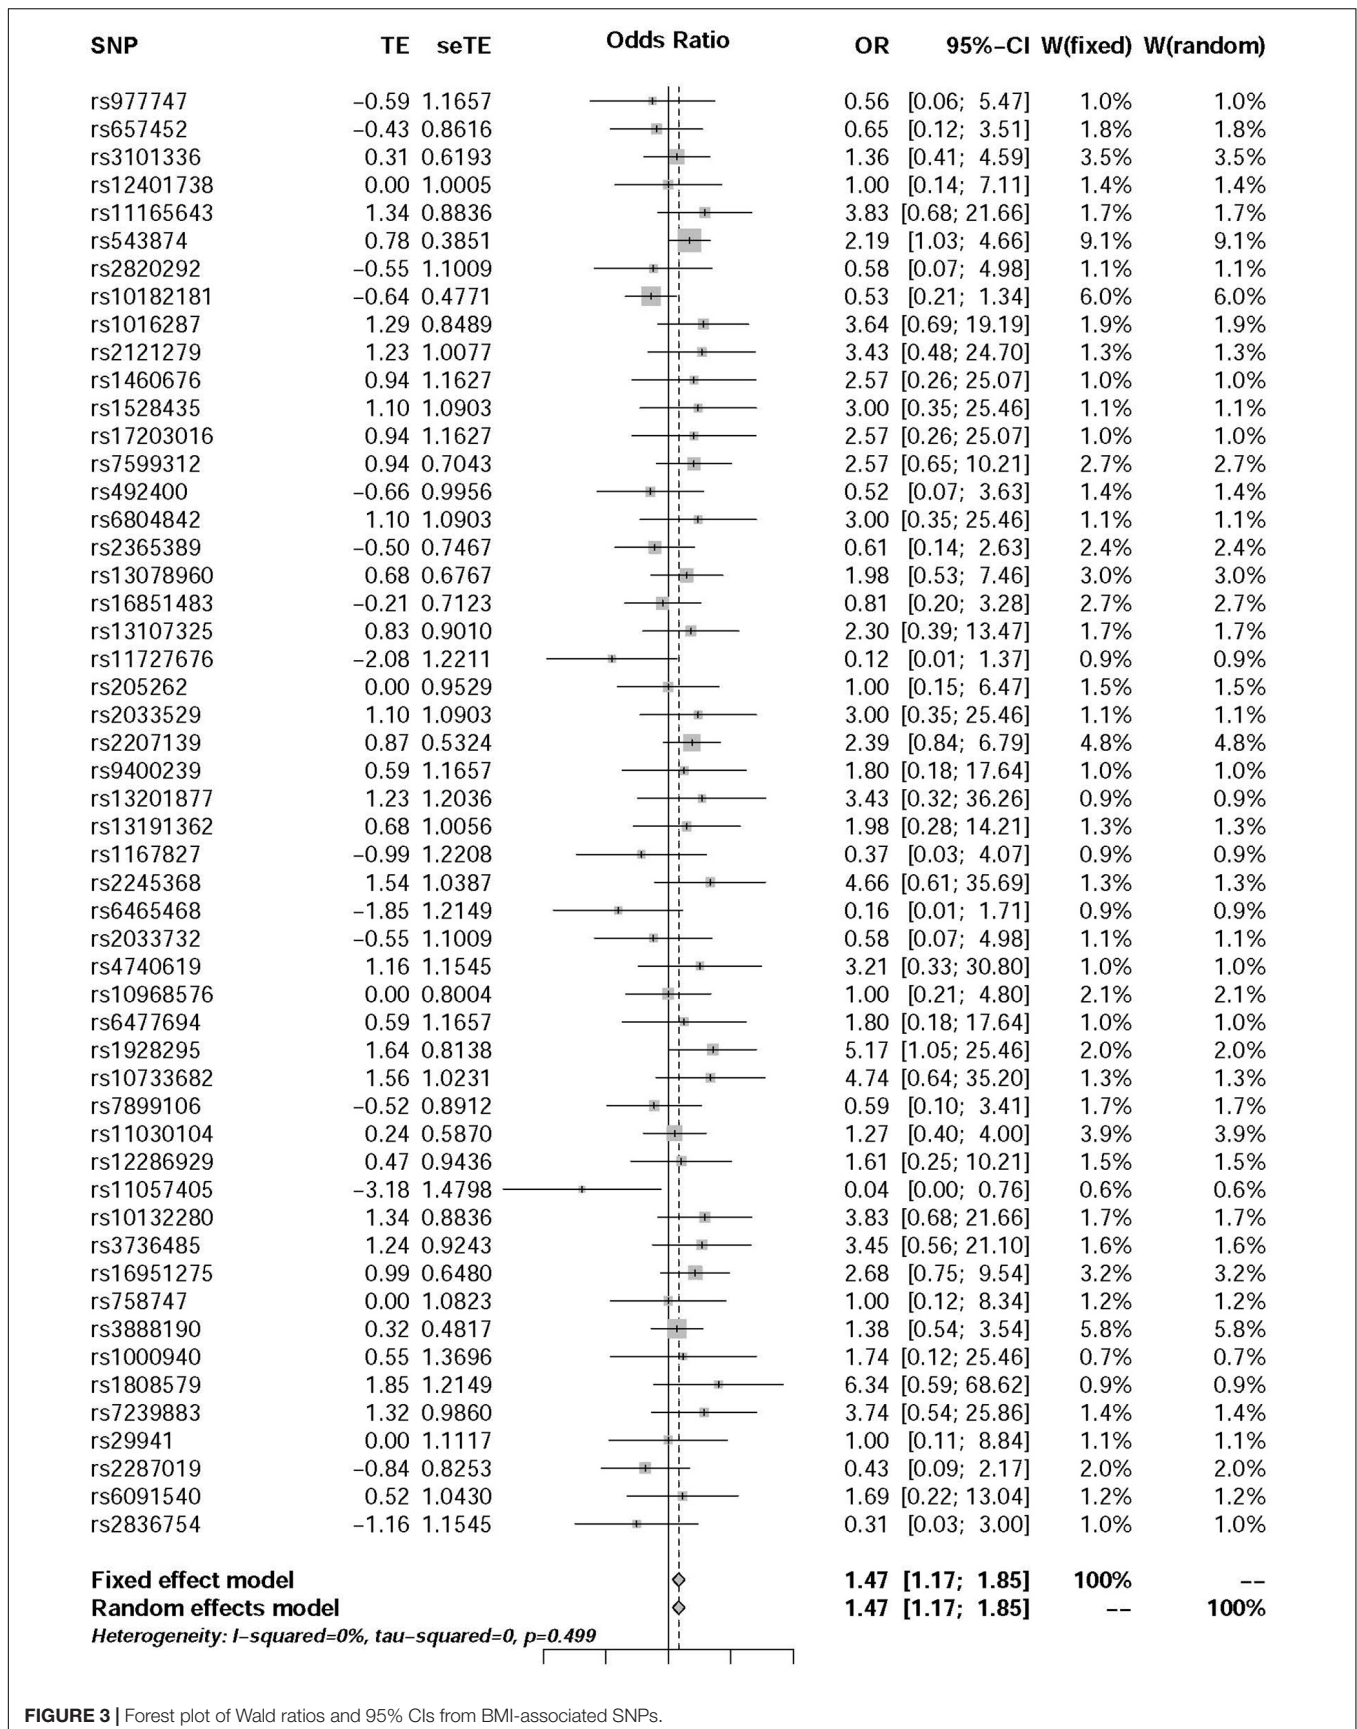 SNP TE seTE Odds Ratio OR 95%−CI W(fixed) W(random)
rs977747 −0.59 1.1657 0.56 [0.06; 5.47] 1.0% 1.0%
rs657452 −0.43 0.8616 0.65 [0.12; 3.51] 1.8% 1.8%
rs3101336 0.31 0.6193 1.36 [0.41; 4.59] 3.5% 3.5%
rs12401738 0.00 1.0005 1.00 [0.14; 7.11] 1.4% 1.4%
rs11165643 1.34 0.8836 3.83 [0.68; 21.66] 1.7% 1.7%
rs543874 0.78 0.3851 2.19 [1.03; 4.66] 9.1% 9.1%
rs2820292 −0.55 1.1009 0.58 [0.07; 4.98] 1.1% 1.1%
rs10182181 −0.64 0.4771 0.53 [0.21; 1.34] 6.0% 6.0%
rs1016287 1.29 0.8489 3.64 [0.69; 19.19] 1.9% 1.9%
rs2121279 1.23 1.0077 3.43 [0.48; 24.70] 1.3% 1.3%
rs1460676 0.94 1.1627 2.57 [0.26; 25.07] 1.0% 1.0%
rs1528435 1.10 1.0903 3.00 [0.35; 25.46] 1.1% 1.1%
rs17203016 0.94 1.1627 2.57 [0.26; 25.07] 1.0% 1.0%
rs7599312 0.94 0.7043 2.57 [0.65; 10.21] 2.7% 2.7%
rs492400 −0.66 0.9956 0.52 [0.07; 3.63] 1.4% 1.4%
rs6804842 1.10 1.0903 3.00 [0.35; 25.46] 1.1% 1.1%
rs2365389 −0.50 0.7467 0.61 [0.14; 2.63] 2.4% 2.4%
rs13078960 0.68 0.6767 1.98 [0.53; 7.46] 3.0% 3.0%
rs16851483 −0.21 0.7123 0.81 [0.20; 3.28] 2.7% 2.7%
rs13107325 0.83 0.9010 2.30 [0.39; 13.47] 1.7% 1.7%
rs11727676 −2.08 1.2211 0.12 [0.01; 1.37] 0.9% 0.9%
rs205262 0.00 0.9529 1.00 [0.15; 6.47] 1.5% 1.5%
rs2033529 1.10 1.0903 3.00 [0.35; 25.46] 1.1% 1.1%
rs2207139 0.87 0.5324 2.39 [0.84; 6.79] 4.8% 4.8%
rs9400239 0.59 1.1657 1.80 [0.18; 17.64] 1.0% 1.0%
rs13201877 1.23 1.2036 3.43 [0.32; 36.26] 0.9% 0.9%
rs13191362 0.68 1.0056 1.98 [0.28; 14.21] 1.3% 1.3%
rs1167827 −0.99 1.2208 0.37 [0.03; 4.07] 0.9% 0.9%
rs2245368 1.54 1.0387 4.66 [0.61; 35.69] 1.3% 1.3%
rs6465468 −1.85 1.2149 0.16 [0.01; 1.71] 0.9% 0.9%
rs2033732 −0.55 1.1009 0.58 [0.07; 4.98] 1.1% 1.1%
rs4740619 1.16 1.1545 3.21 [0.33; 30.80] 1.0% 1.0%
rs10968576 0.00 0.8004 1.00 [0.21; 4.80] 2.1% 2.1%
rs6477694 0.59 1.1657 1.80 [0.18; 17.64] 1.0% 1.0%
rs1928295 1.64 0.8138 5.17 [1.05; 25.46] 2.0% 2.0%
rs10733682 1.56 1.0231 4.74 [0.64; 35.20] 1.3% 1.3%
rs7899106 −0.52 0.8912 0.59 [0.10; 3.41] 1.7% 1.7%
rs11030104 0.24 0.5870 1.27 [0.40; 4.00] 3.9% 3.9%
rs12286929 0.47 0.9436 1.61 [0.25; 10.21] 1.5% 1.5%
rs11057405 −3.18 1.4798 0.04 [0.00; 0.76] 0.6% 0.6%
rs10132280 1.34 0.8836 3.83 [0.68; 21.66] 1.7% 1.7%
rs3736485 1.24 0.9243 3.45 [0.56; 21.10] 1.6% 1.6%
rs16951275 0.99 0.6480 2.68 [0.75; 9.54] 3.2% 3.2%
rs758747 0.00 1.0823 1.00 [0.12; 8.34] 1.2% 1.2%
rs3888190 0.32 0.4817 1.38 [0.54; 3.54] 5.8% 5.8%
rs1000940 0.55 1.3696 1.74 [0.12; 25.46] 0.7% 0.7%
rs1808579 1.85 1.2149 6.34 [0.59; 68.62] 0.9% 0.9%
rs7239883 1.32 0.9860 3.74 [0.54; 25.86] 1.4% 1.4%
rs29941 0.00 1.1117 1.00 [0.11; 8.84] 1.1% 1.1%
rs2287019 −0.84 0.8253 0.43 [0.09; 2.17] 2.0% 2.0%
rs6091540 0.52 1.0430 1.69 [0.22; 13.04] 1.2% 1.2%
rs2836754 −1.16 1.1545 0.31 [0.03; 3.00] 1.0% 1.0%
Fixed effect model 1.47 [1.17; 1.85] 100% −−
Random effects model 1.47 [1.17; 1.85] −− 100%
Heterogeneity: I−squared=0%, tau−squared=0, p=0.499
FIGURE 3 | Forest plot of Wald ratios and 95% CIs from BMI-associated SNPs.